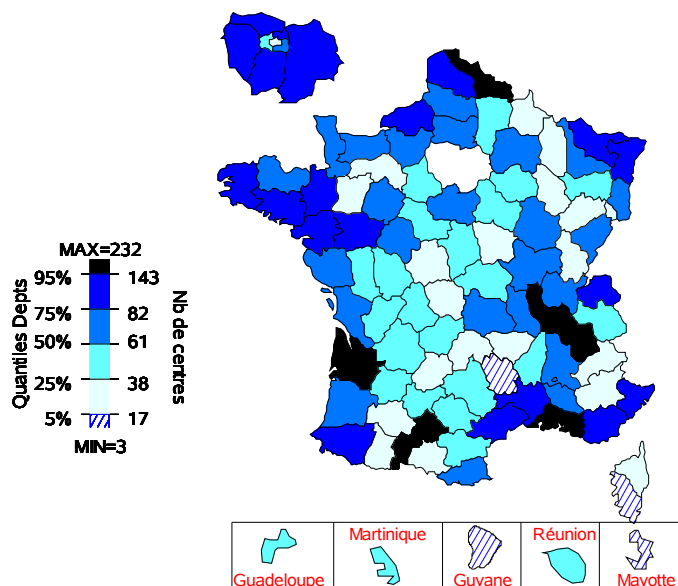 MAX=232
95% 143
75% 82
50% 61
25% 38
5% 17
MIN=3
Quantiles Depts
Nb de centres
Guadeloupe
Martinique
Guyane
Réunion
Mayotte